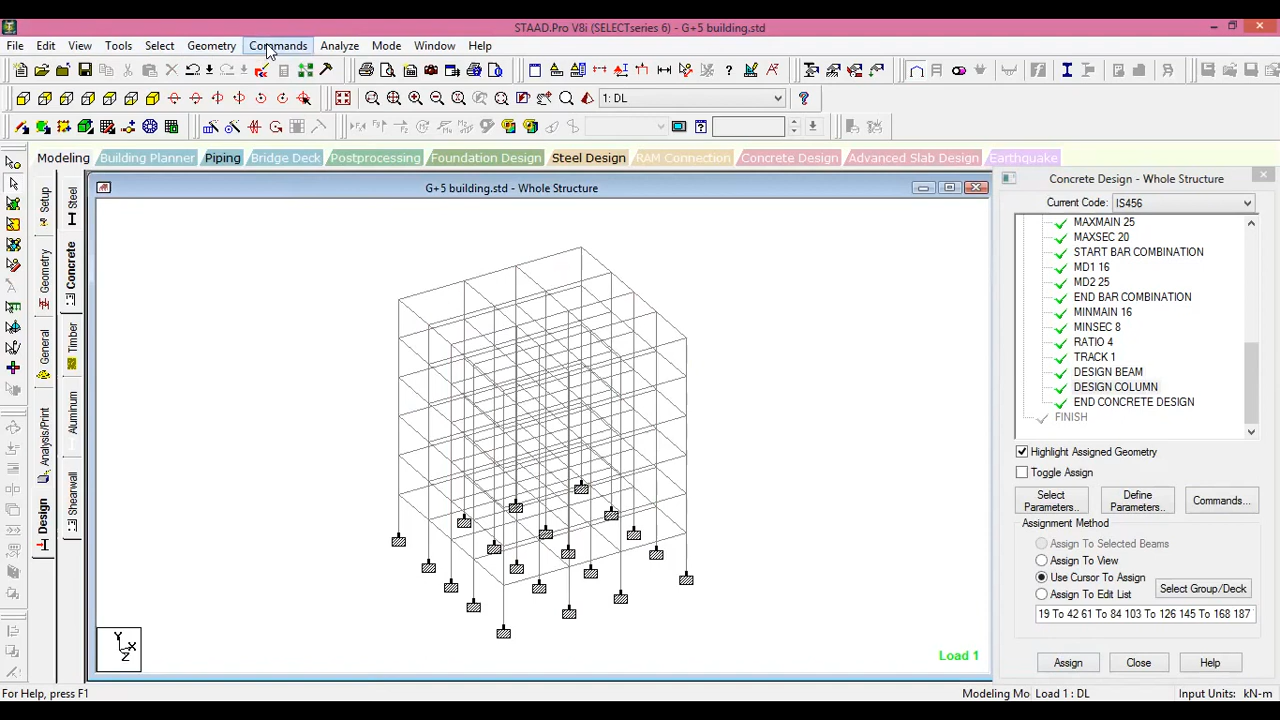 STAAD.Pro V8i (SELECTseries 6) - G+5 building.std
File Edit View Tools Select Geometry Commands Analyze Mode Window Help
1: DL
Modeling Building Planner Piping Bridge Deck Postprocessing Foundation Design Steel Design RAM Connection Concrete Design Advanced Slab Design Earthquake
G+5 building.std - Whole Structure
Setup
Geometry
General
Analysis/Print
Design
Steel
Concrete
Timber
Aluminum
Shearwall
Y
X
Z
Load 1
Concrete Design - Whole Structure
Current Code: IS456
MAXMAIN 25
MAXSEC 20
START BAR COMBINATION
MD1 16
MD2 25
END BAR COMBINATION
MINMAIN 16
MINSEC 8
RATIO 4
TRACK 1
DESIGN BEAM
DESIGN COLUMN
END CONCRETE DESIGN
FINISH
Highlight Assigned Geometry
Toggle Assign
Select Parameters.. Define Parameters.. Commands...
Assignment Method
Assign To Selected Beams
Assign To View
Use Cursor To Assign
Assign To Edit List
Select Group/Deck
19 To 42 61 To 84 103 To 126 145 To 168 187
Assign Close Help
For Help, press F1
Modeling Mo Load 1 : DL Input Units: kN-m